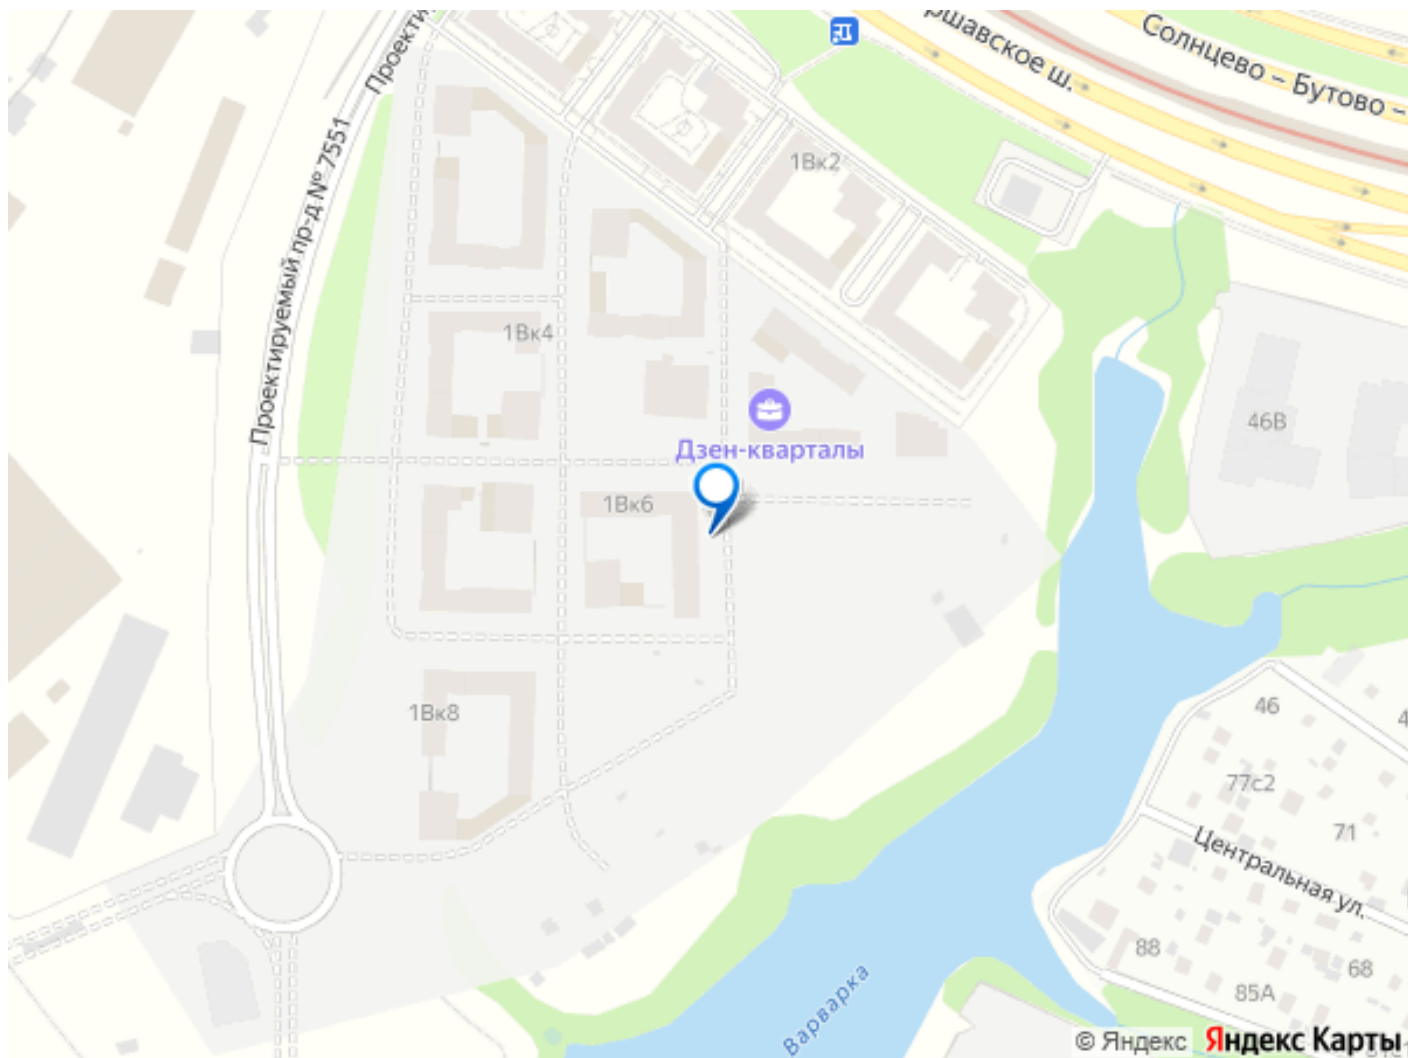 Проекти
Проектируемый пр-д № 7551
ршавское ш.
Солнцево – Бутово –
1Вк2
1Вк4
46В
Дзен-кварталы
1Вк6
1Вк8
46
77с2
71
Центральная ул.
88
68
85А
Варварка
© Яндекс Яндекс Карты